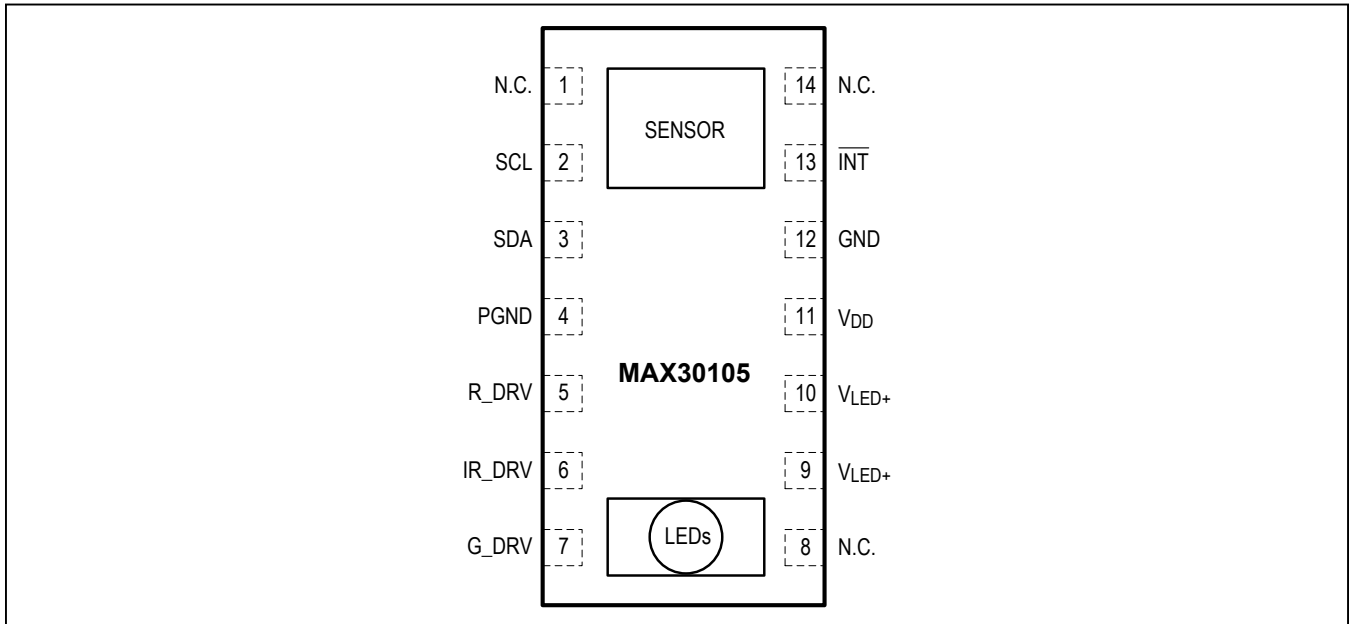 N.C. 1 14 N.C.
SENSOR
SCL 2 13 I̅N̅T̅
SDA 3 12 GND
PGND 4 11 VDD
MAX30105
R_DRV 5 10 VLED+
IR_DRV 6 9 VLED+
G_DRV 7 LEDs 8 N.C.